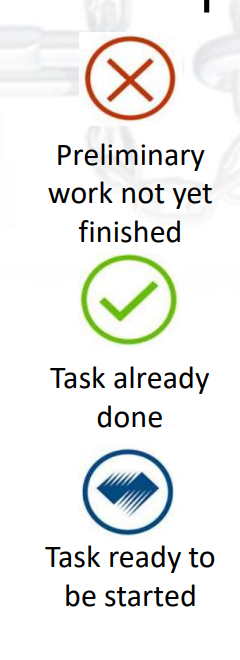 Preliminary
work not yet
finished
Task already
done
Task ready to
be started